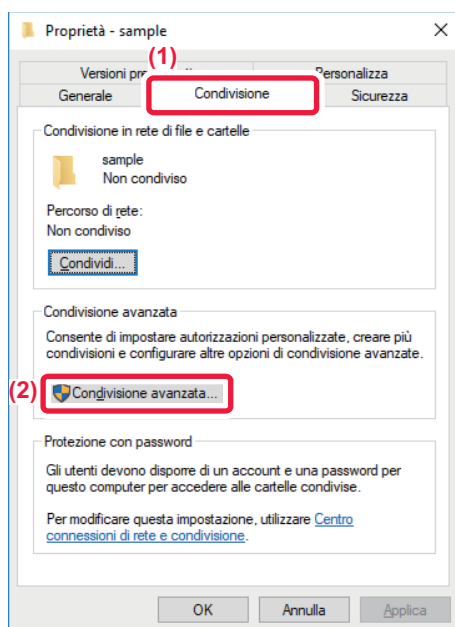 Proprietà - sample
(1)
Versioni pre
Personalizza
Generale
Condivisione
Sicurezza
Condivisione in rete di file e cartelle
sample
Non condiviso
Percorso di rete:
Non condiviso
Condividi...
Condivisione avanzata
Consente di impostare autorizzazioni personalizzate, creare più
condivisioni e configurare altre opzioni di condivisione avanzate.
(2)
Condivisione avanzata...
Protezione con password
Gli utenti devono disporre di un account e una password per
questo computer per accedere alle cartelle condivise.
Per modificare questa impostazione, utilizzare Centro
connessioni di rete e condivisione.
OK
Annulla
Applica